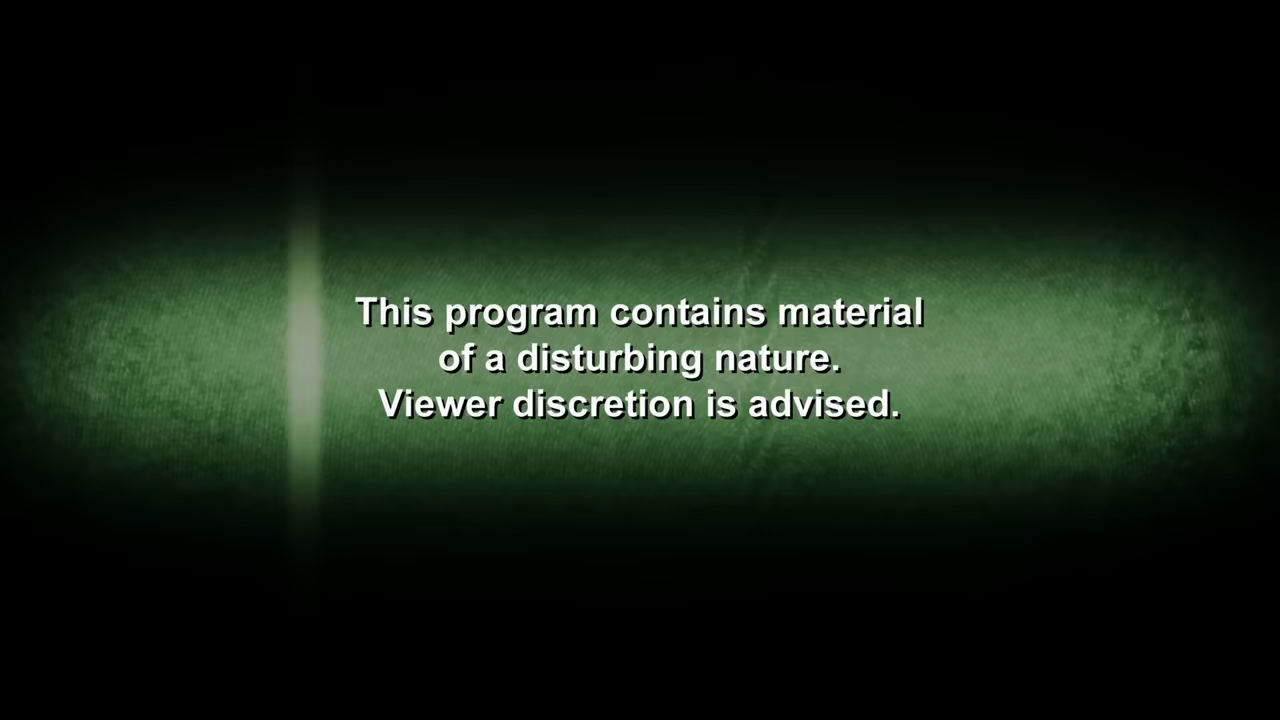 This program contains material
of a disturbing nature.
Viewer discretion is advised.